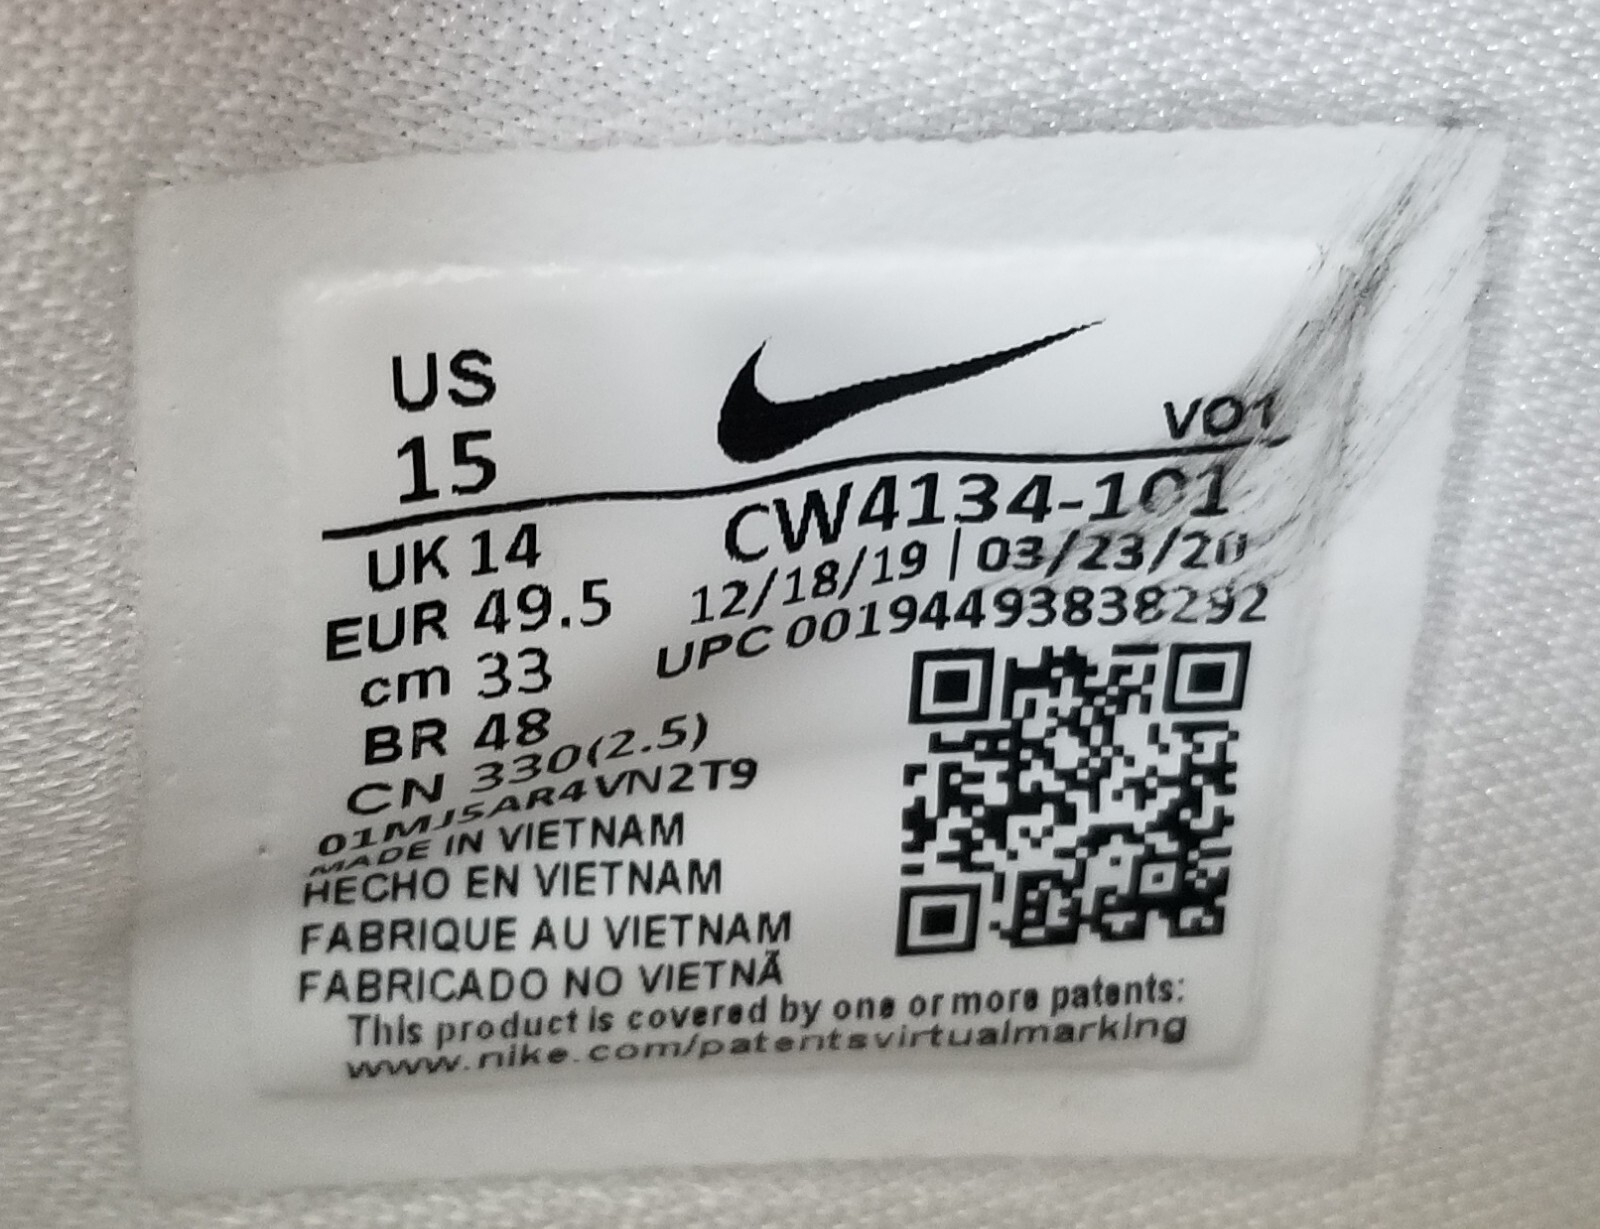 US
15
VO1
UK 14
CW4134-101
EUR 49.5
12/18/19 | 03/23/20
cm 33
UPC 00194493838292
BR 48
CN 330(2.5)
01MJ5AR4VN2T9
MADE IN VIETNAM
HECHO EN VIETNAM
FABRIQUE AU VIETNAM
FABRICADO NO VIETNÃ
This product is covered by one or more patents:
www.nike.com/patentsvirtualmarking